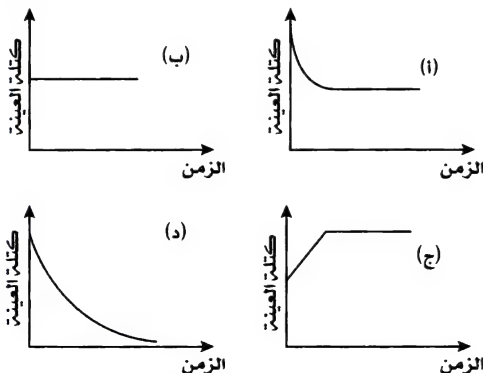 (أ)
كتلة العينة
الزمن
(ب)
كتلة العينة
الزمن
(ج)
كتلة العينة
الزمن
(د)
كتلة العينة
الزمن